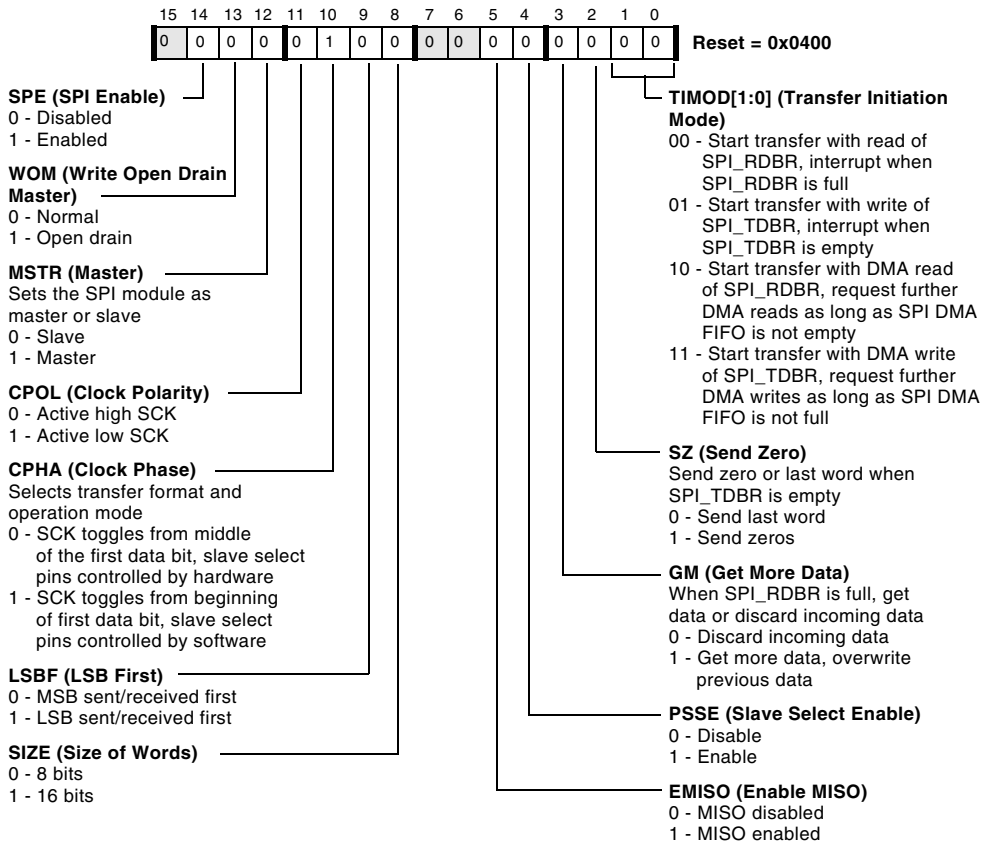 15 14 13 12 11 10 9 8 7 6 5 4 3 2 1 0
0 0 0 0 0 1 0 0 0 0 0 0 0 0 0 0
Reset = 0x0400
SPE (SPI Enable)
0 - Disabled
1 - Enabled
WOM (Write Open Drain
Master)
0 - Normal
1 - Open drain
MSTR (Master)
Sets the SPI module as
master or slave
0 - Slave
1 - Master
CPOL (Clock Polarity)
0 - Active high SCK
1 - Active low SCK
CPHA (Clock Phase)
Selects transfer format and
operation mode
0 - SCK toggles from middle
of the first data bit, slave select
pins controlled by hardware
1 - SCK toggles from beginning
of first data bit, slave select
pins controlled by software
LSBF (LSB First)
0 - MSB sent/received first
1 - LSB sent/received first
SIZE (Size of Words)
0 - 8 bits
1 - 16 bits
TIMOD[1:0] (Transfer Initiation
Mode)
00 - Start transfer with read of
SPI_RDBR, interrupt when
SPI_RDBR is full
01 - Start transfer with write of
SPI_TDBR, interrupt when
SPI_TDBR is empty
10 - Start transfer with DMA read
of SPI_RDBR, request further
DMA reads as long as SPI DMA
FIFO is not empty
11 - Start transfer with DMA write
of SPI_TDBR, request further
DMA writes as long as SPI DMA
FIFO is not full
SZ (Send Zero)
Send zero or last word when
SPI_TDBR is empty
0 - Send last word
1 - Send zeros
GM (Get More Data)
When SPI_RDBR is full, get
data or discard incoming data
0 - Discard incoming data
1 - Get more data, overwrite
previous data
PSSE (Slave Select Enable)
0 - Disable
1 - Enable
EMISO (Enable MISO)
0 - MISO disabled
1 - MISO enabled